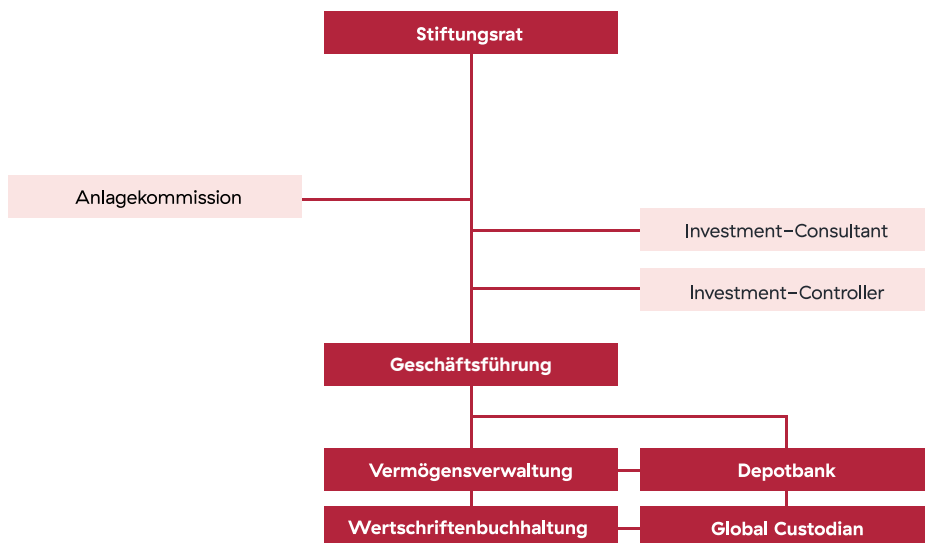 Stiftungsrat
Anlagekommission
Investment-Consultant
Investment-Controller
Geschäftsführung
Vermögensverwaltung
Depotbank
Wertschriftenbuchhaltung
Global Custodian